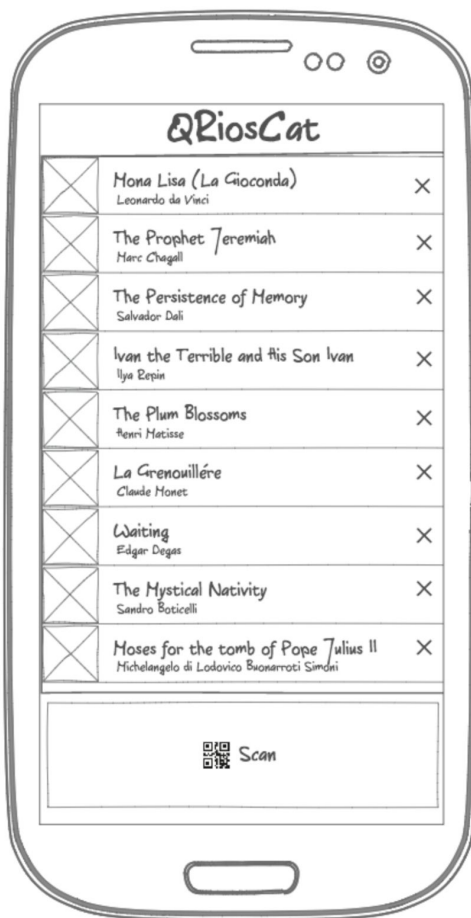 QRiosCat
Mona Lisa (La Gioconda)
Leonardo da Vinci
The Prophet Jeremiah
Marc Chagall
The Persistence of Memory
Salvador Dali
Ivan the Terrible and His Son Ivan
Ilya Repin
The Plum Blossoms
Henri Matisse
La Grenouillére
Claude Monet
Waiting
Edgar Degas
The Mystical Nativity
Sandro Boticelli
Moses for the tomb of Pope Julius II
Michelangelo di Lodovico Buonarroti Simoni
Scan